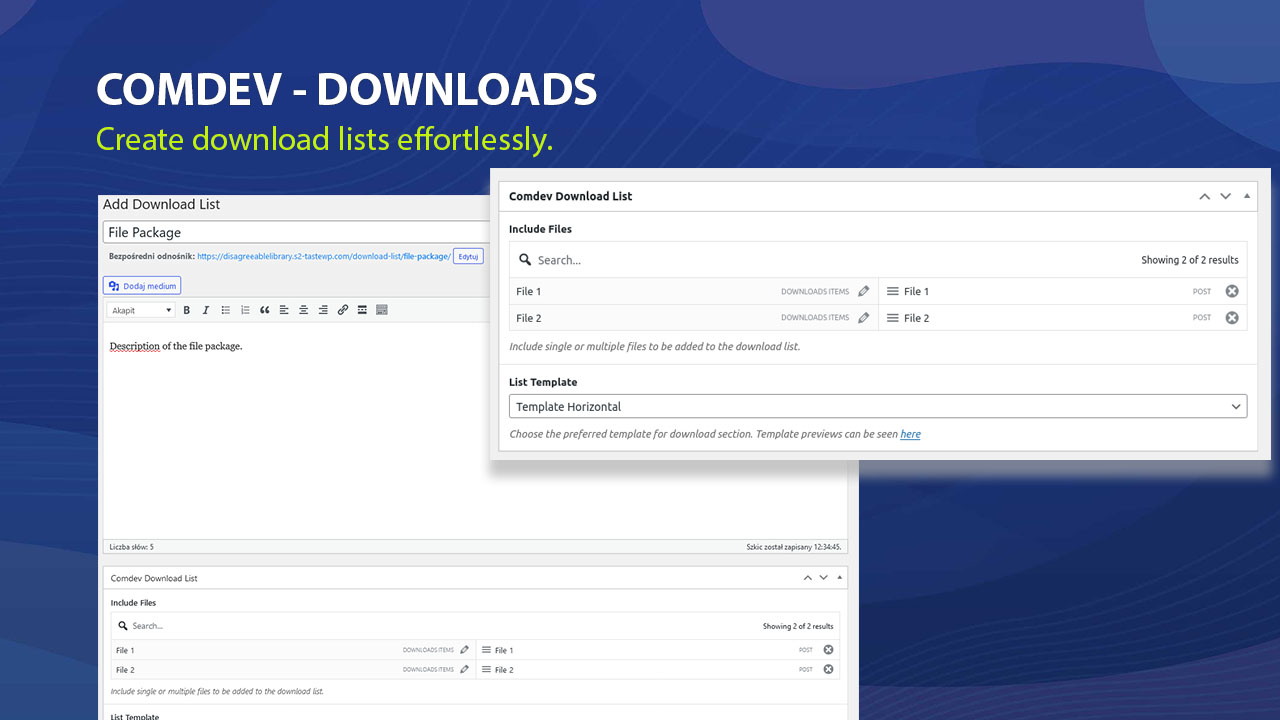 COMDEV - DOWNLOADS
Create download lists effortlessly.
Add Download List
File Package
Bezpośredni odnośnik: https://disagreeablelibrary.s2-tastewp.com/download-list/file-package/ Edytuj
Dodaj medium
Akapit
Description of the file package.
Liczba słów: 5 Szkic został zapisany 12:34:45.
Comdev Download List
Include Files
Search... Showing 2 of 2 results
File 1 DOWNLOADS ITEMS File 1 POST
File 2 DOWNLOADS ITEMS File 2 POST
Include single or multiple files to be added to the download list.
List Template
Comdev Download List
Include Files
Search... Showing 2 of 2 results
File 1 DOWNLOADS ITEMS File 1 POST
File 2 DOWNLOADS ITEMS File 2 POST
Include single or multiple files to be added to the download list.
List Template
Template Horizontal
Choose the preferred template for download section. Template previews can be seen here